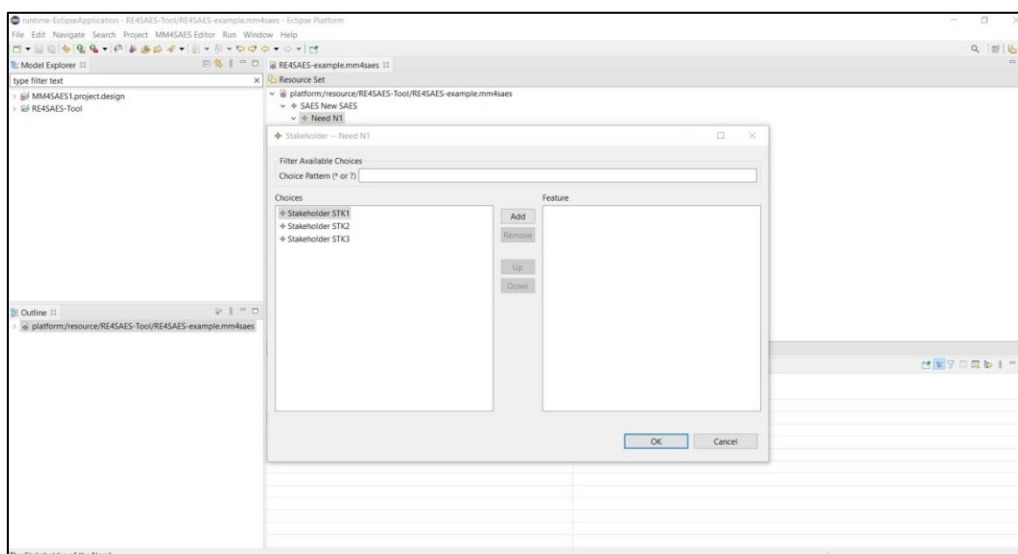 runtime-EclipseApplication - RE4SAES-Tool/RE4SAES-example.mm4saes - Eclipse Platform
File Edit Navigate Search Project MM4SAES Editor Run Window Help
Model Explorer
type filter text
MM4SAES1.project.design
RE4SAES-Tool
RE4SAES-example.mm4saes
Resource Set
platform:/resource/RE4SAES-Tool/RE4SAES-example.mm4saes
SAES New SAES
Need N1
Stakeholder -- Need N1
Filter Available Choices
Choice Pattern (* or ?)
Choices
Stakeholder STK1
Stakeholder STK2
Stakeholder STK3
Add
Remove
Up
Down
Feature
OK
Cancel
Outline
platform:/resource/RE4SAES-Tool/RE4SAES-example.mm4saes